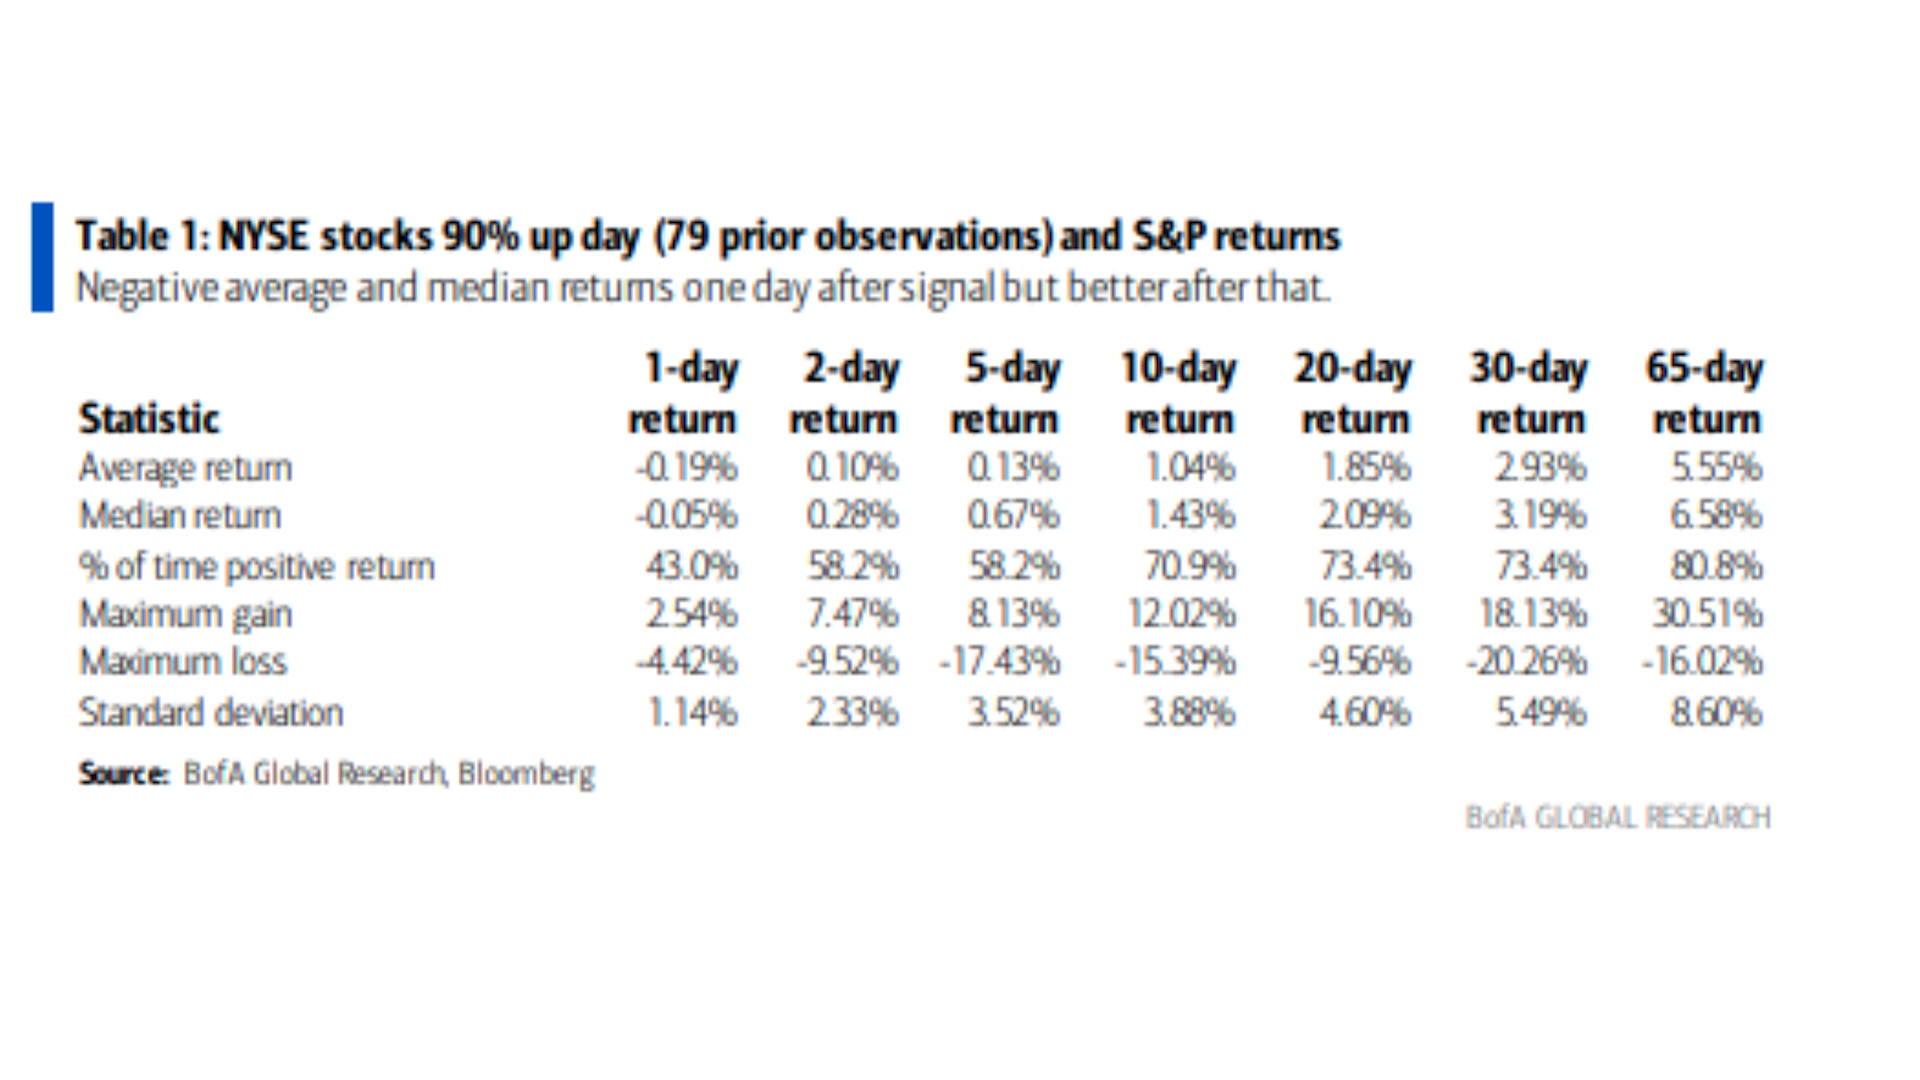 Table 1: NYSE stocks 90% up day (79 prior observations) and S&P returns
Negative average and median returns one day after signal but better after that.
1-day 2-day 5-day 10-day 20-day 30-day 65-day
Statistic return return return return return return return
Average return -0.19% 0.10% 0.13% 1.04% 1.85% 2.93% 5.55%
Median return -0.05% 0.28% 0.67% 1.43% 2.09% 3.19% 6.58%
% of time positive return 43.0% 58.2% 58.2% 70.9% 73.4% 73.4% 80.8%
Maximum gain 2.54% 7.47% 8.13% 12.02% 16.10% 18.13% 30.51%
Maximum loss -4.42% -9.52% -17.43% -15.39% -9.56% -20.26% -16.02%
Standard deviation 1.14% 2.33% 3.52% 3.88% 4.60% 5.49% 8.60%
Source: BofA Global Research, Bloomberg
BofA GLOBAL RESEARCH